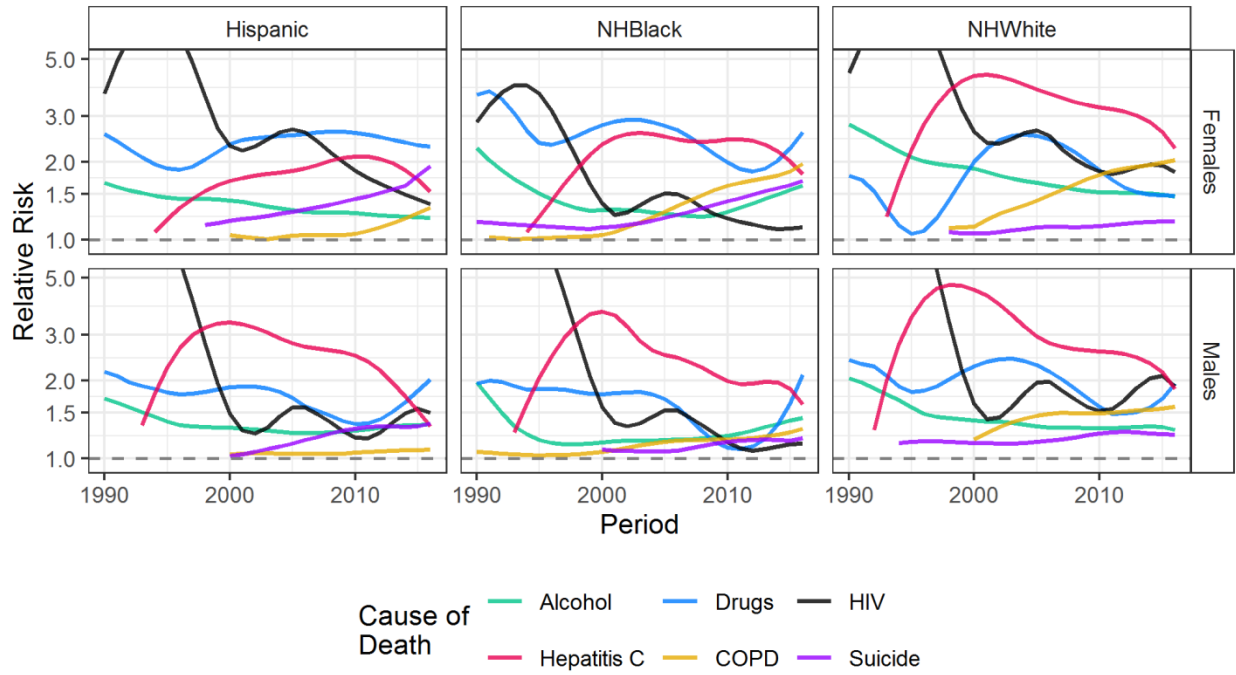 Hispanic NHBlack NHWhite
5.0
3.0
2.0
1.5
1.0
Females
5.0
3.0
2.0
1.5
1.0
Males
Relative Risk
1990 2000 2010 1990 2000 2010 1990 2000 2010
Period
Cause of
Death
Alcohol Drugs HIV
Hepatitis C COPD Suicide